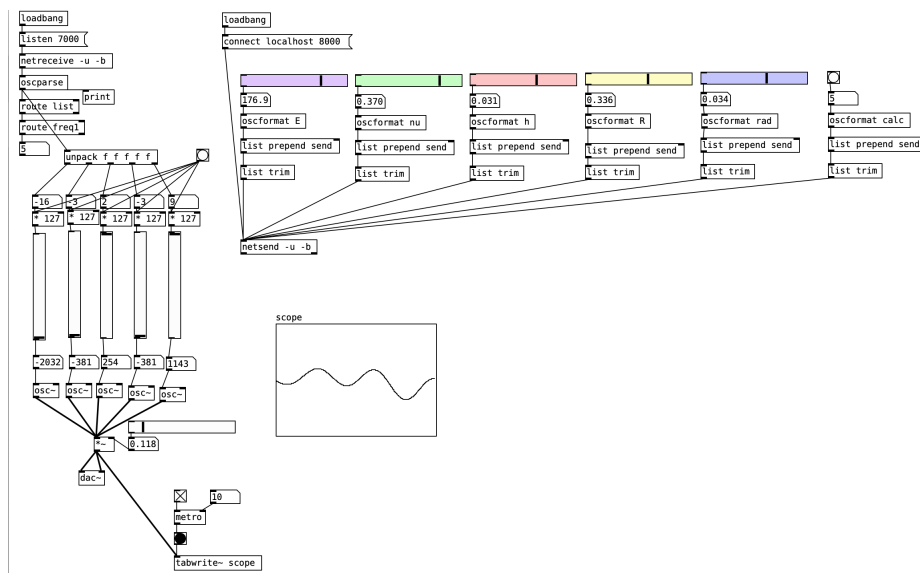 loadbang
listen 7000
netreceive -u -b
oscparse
print
route list
route freq1
5
unpack f f f f f
-16
-3
2
-3
9
* 127
* 127
* 127
* 127
* 127
-2032
-381
254
-381
1143
osc~
osc~
osc~
osc~
osc~
*~
0.118
dac~
10
metro
tabwrite~ scope
loadbang
connect localhost 8000
176.9
0.370
0.031
0.336
0.034
5
oscformat E
oscformat nu
oscformat h
oscformat R
oscformat rad
oscformat calc
list prepend send
list prepend send
list prepend send
list prepend send
list prepend send
list prepend send
list trim
list trim
list trim
list trim
list trim
list trim
netsend -u -b
scope